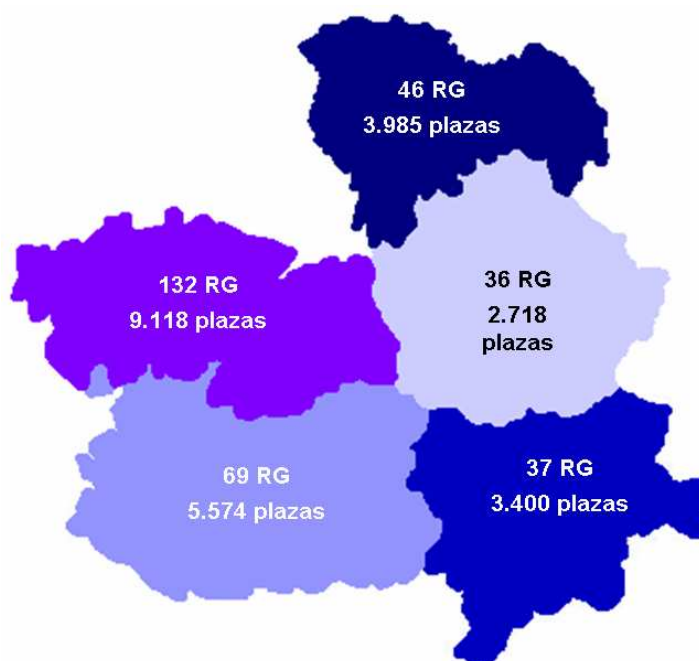 46 RG
3.985 plazas
132 RG
9.118 plazas
36 RG
2.718
plazas
69 RG
5.574 plazas
37 RG
3.400 plazas